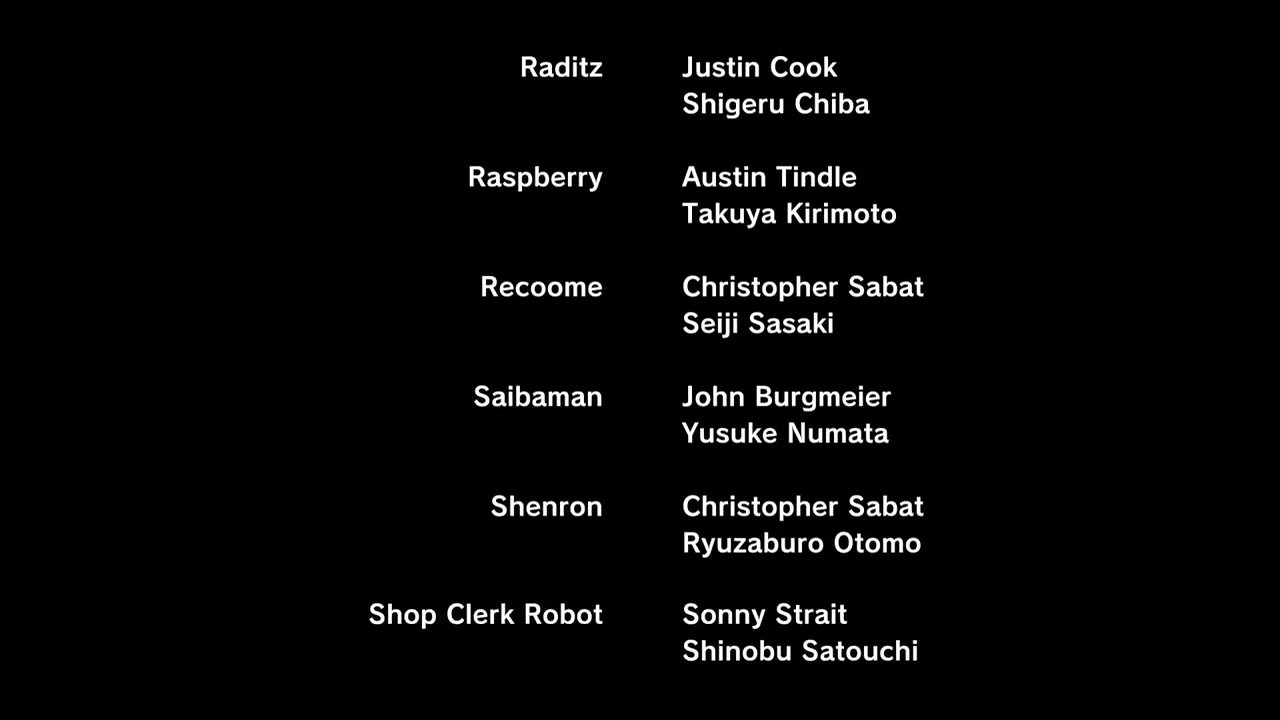 Raditz Justin Cook
Shigeru Chiba
Raspberry Austin Tindle
Takuya Kirimoto
Recoome Christopher Sabat
Seiji Sasaki
Saibaman John Burgmeier
Yusuke Numata
Shenron Christopher Sabat
Ryuzaburo Otomo
Shop Clerk Robot Sonny Strait
Shinobu Satouchi